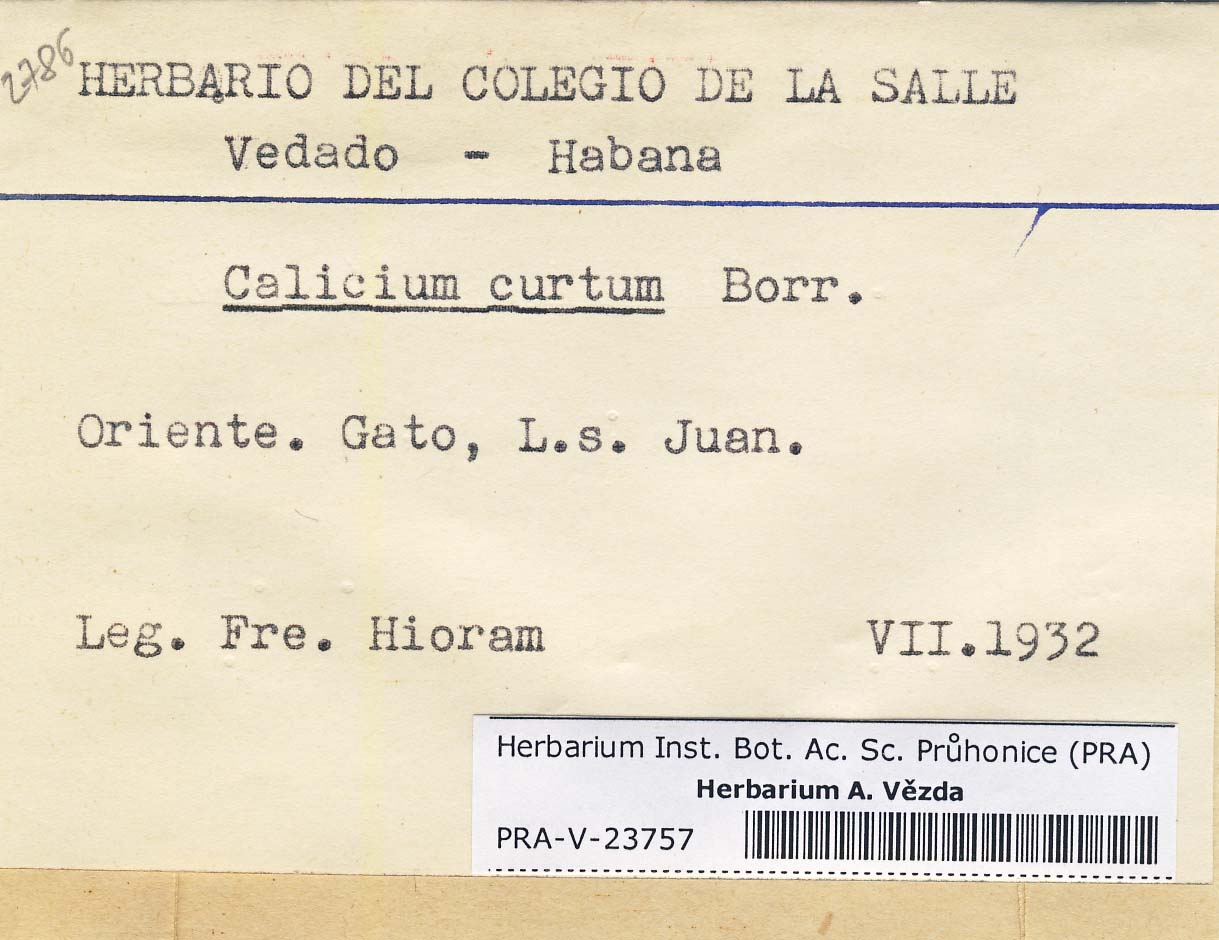 2786
HERBARIO DEL COLEGIO DE LA SALLE
Vedado - Habana
Calicium curtum Borr.
Oriente. Gato, L.s. Juan.
Leg. Fre. Hioram VII.1932
Herbarium Inst. Bot. Ac. Sc. Průhonice (PRA)
Herbarium A. Vězda
PRA-V-23757